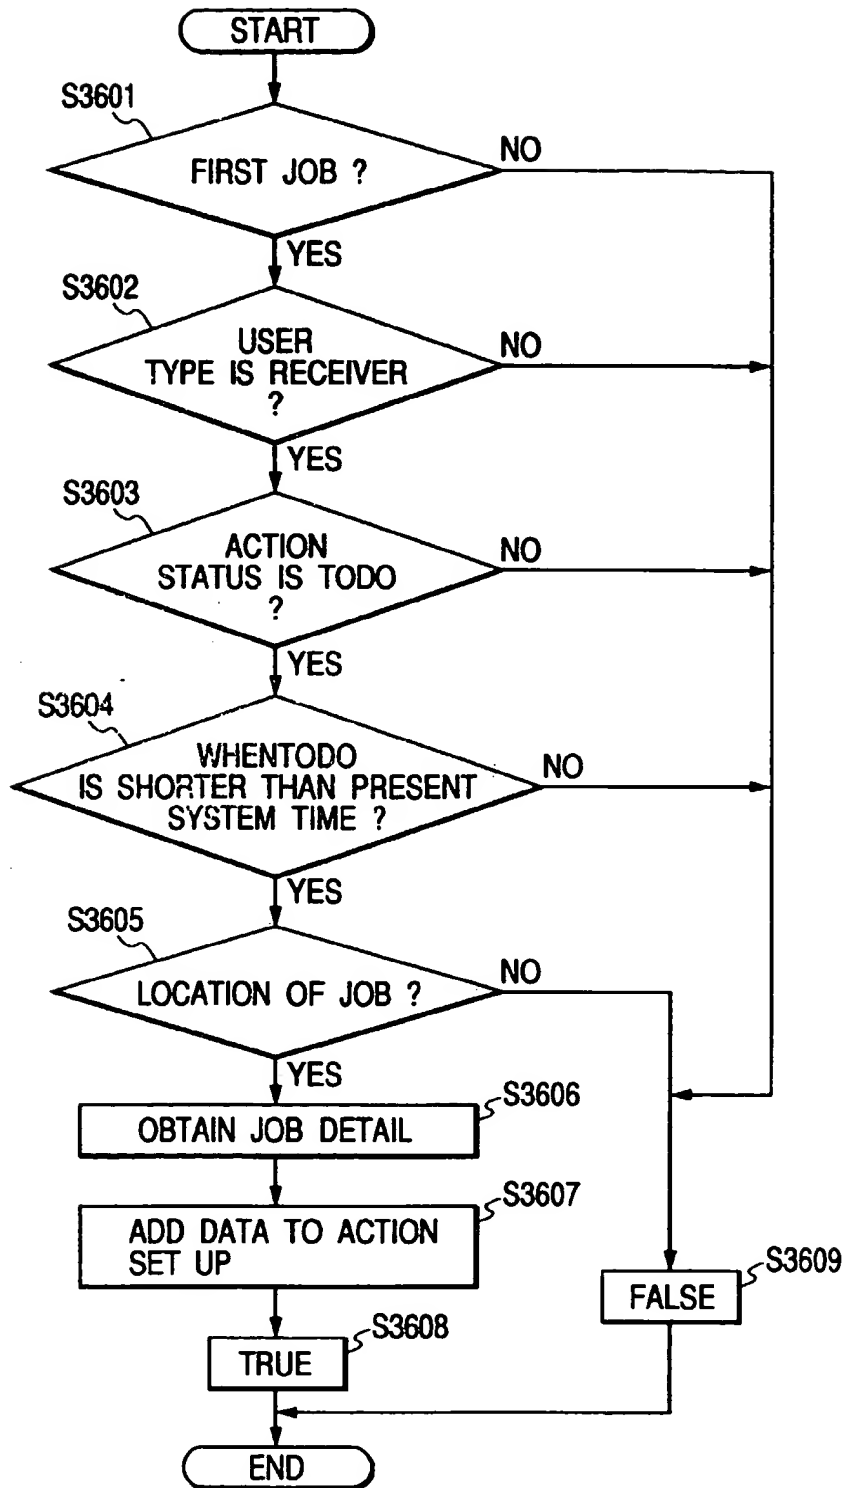 START
S3601
FIRST JOB ?
NO
YES
S3602
USER
TYPE IS RECEIVER
?
NO
YES
S3603
ACTION
STATUS IS TODO
?
NO
YES
S3604
WHENTODO
IS SHORTER THAN PRESENT
SYSTEM TIME ?
NO
YES
S3605
LOCATION OF JOB ?
NO
YES
S3606
OBTAIN JOB DETAIL
S3607
ADD DATA TO ACTION
SET UP
S3609
FALSE
S3608
TRUE
END